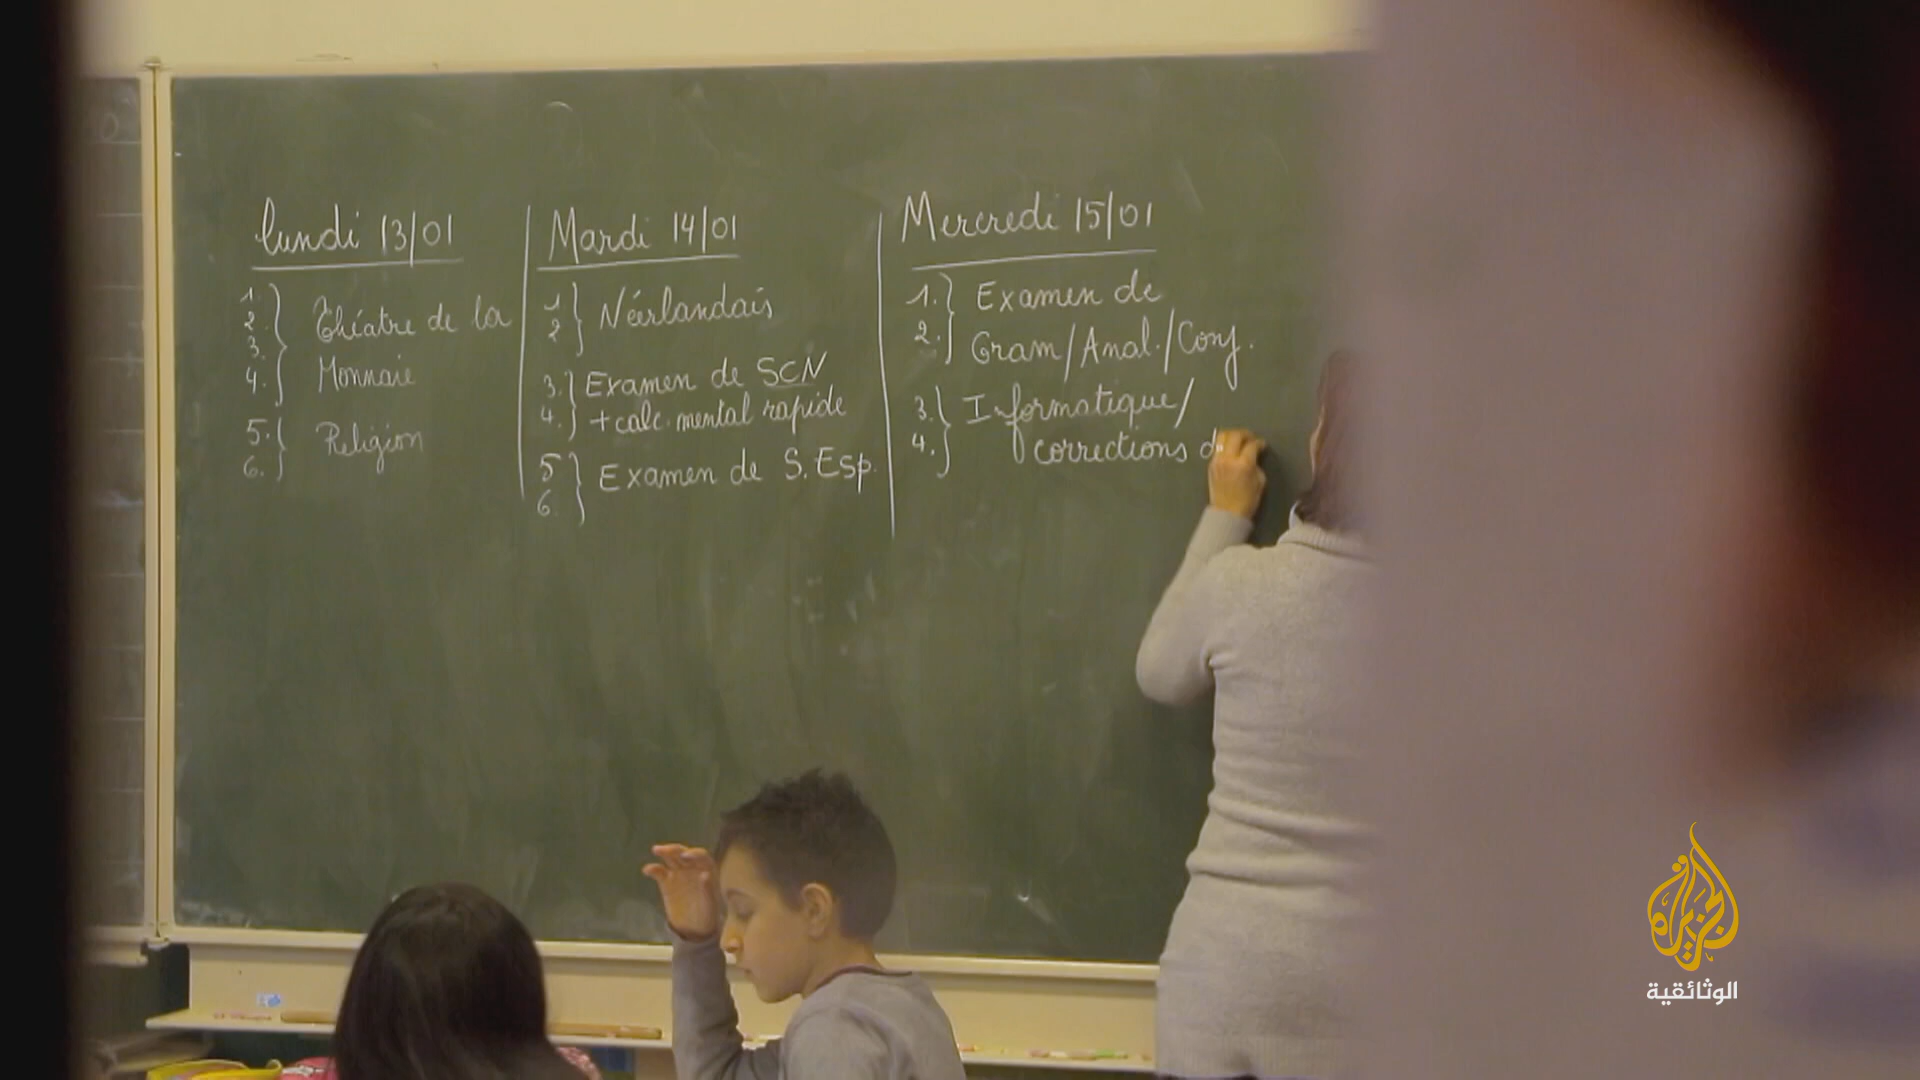 lundi 13/01
1.
2.
3.
4.
Théatre de la
Monnaie
5.
6.
Religion
Mardi 14/01
1
2
Néerlandais
3.
4.
Examen de SCN
+ calc. mental rapide
5
6.
Examen de S. Esp.
Mercredi 15/01
1.
2.
Examen de
Gram/Anal./Conj.
3.
4.
Informatique/
corrections d
الجزيرة
الوثائقية